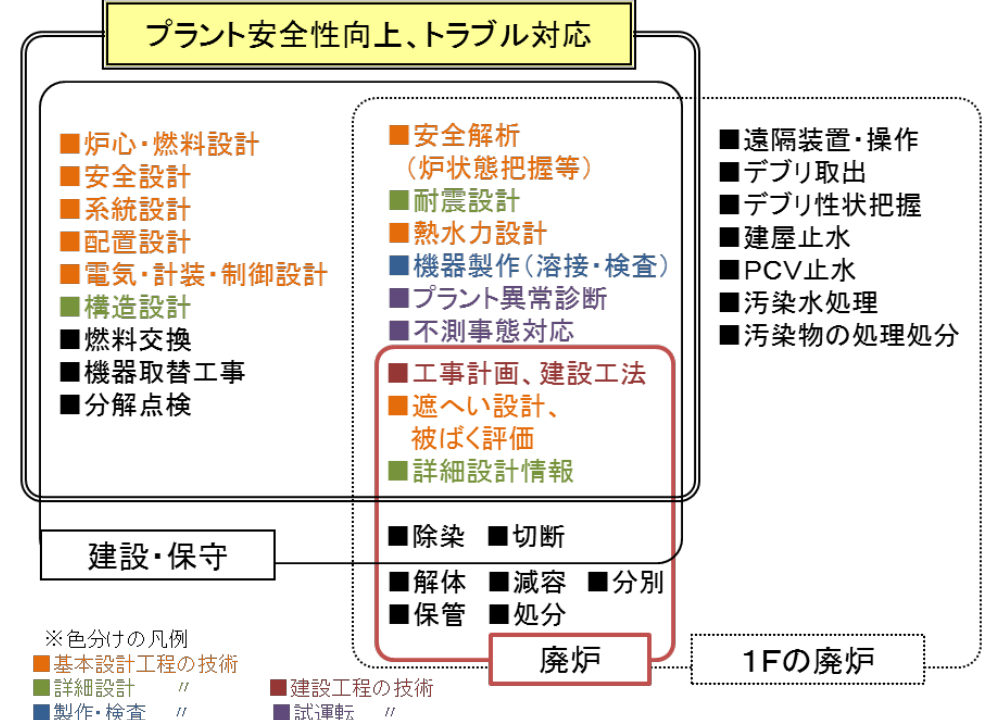 プラント安全性向上、トラブル対応
■炉心・燃料設計
■安全設計
■系統設計
■配置設計
■電気・計装・制御設計
■構造設計
■燃料交換
■機器取替工事
■分解点検
■安全解析
（炉状態把握等）
■耐震設計
■熱水力設計
■機器製作（溶接・検査）
■プラント異常診断
■不測事態対応
■工事計画、建設工法
■遮へい設計、
被ばく評価
■詳細設計情報
■除染 ■切断
■解体 ■減容 ■分別
■保管 ■処分
■遠隔装置・操作
■デブリ取出
■デブリ性状把握
■建屋止水
■PCV止水
■汚染水処理
■汚染物の処理処分
建設・保守
廃炉
1Fの廃炉
※色分けの凡例
■基本設計工程の技術
■詳細設計 〃 ■建設工程の技術
■製作・検査 〃 ■試運転 〃